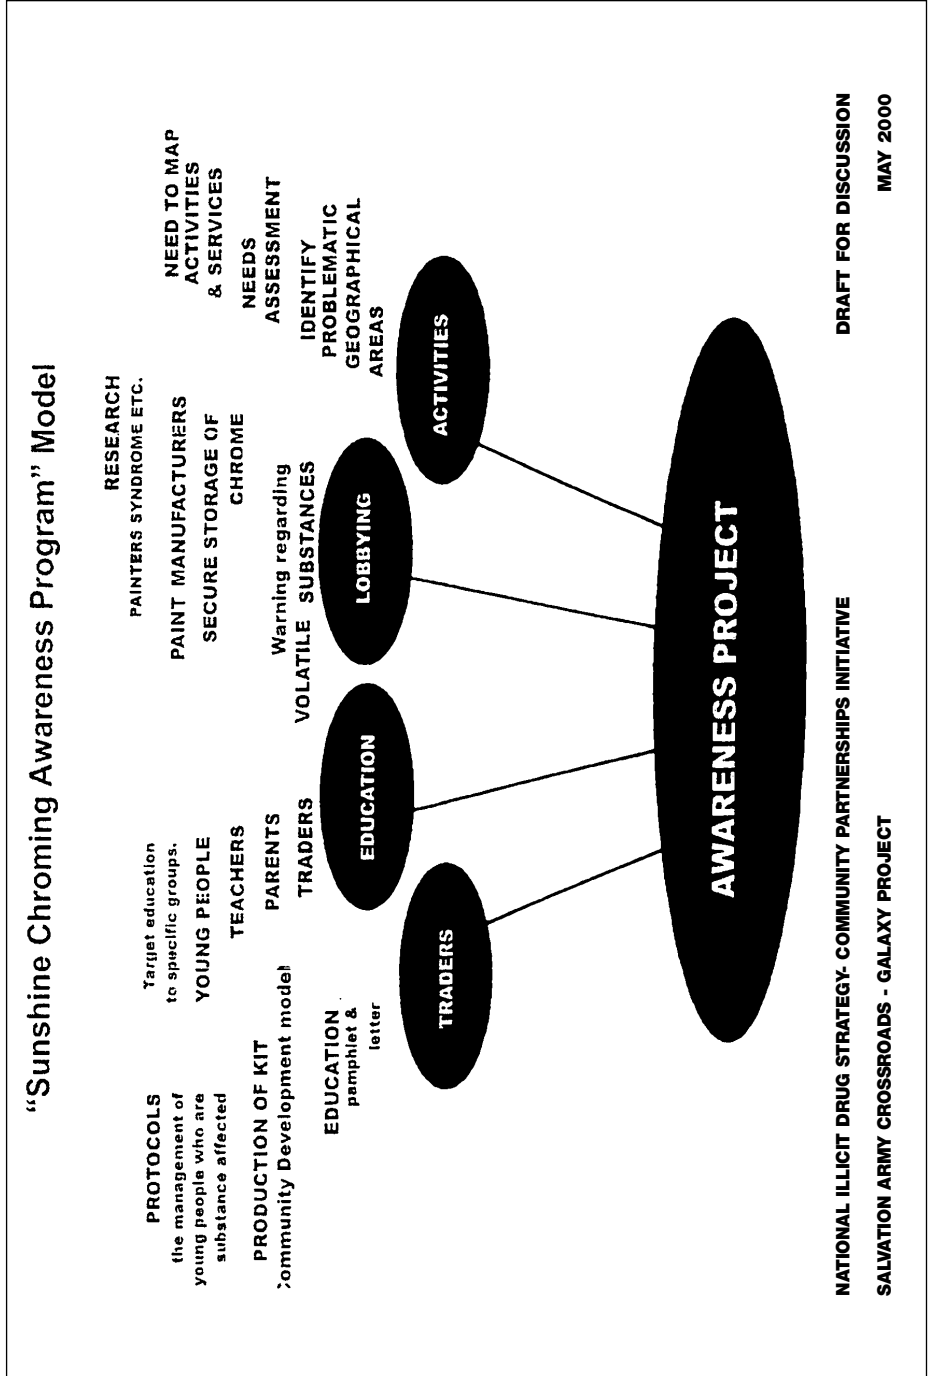 “Sunshine Chroming Awareness Program” Model
PROTOCOLS
the management of
young people who are
substance affected
PRODUCTION OF KIT
ommunity Development model
EDUCATION
pamphlet &
letter
TRADERS
Target education
to specific groups.
YOUNG PEOPLE
TEACHERS
PARENTS
TRADERS
EDUCATION
RESEARCH
PAINTERS SYNDROME ETC.
PAINT MANUFACTURERS
SECURE STORAGE OF
CHROME
Warning regarding
VOLATILE SUBSTANCES
LOBBYING
NEED TO MAP
ACTIVITIES
& SERVICES
NEEDS
ASSESSMENT
IDENTIFY
PROBLEMATIC
GEOGRAPHICAL
AREAS
ACTIVITIES
AWARENESS PROJECT
NATIONAL ILLICIT DRUG STRATEGY- COMMUNITY PARTNERSHIPS INITIATIVE
DRAFT FOR DISCUSSION
SALVATION ARMY CROSSROADS - GALAXY PROJECT
MAY 2000